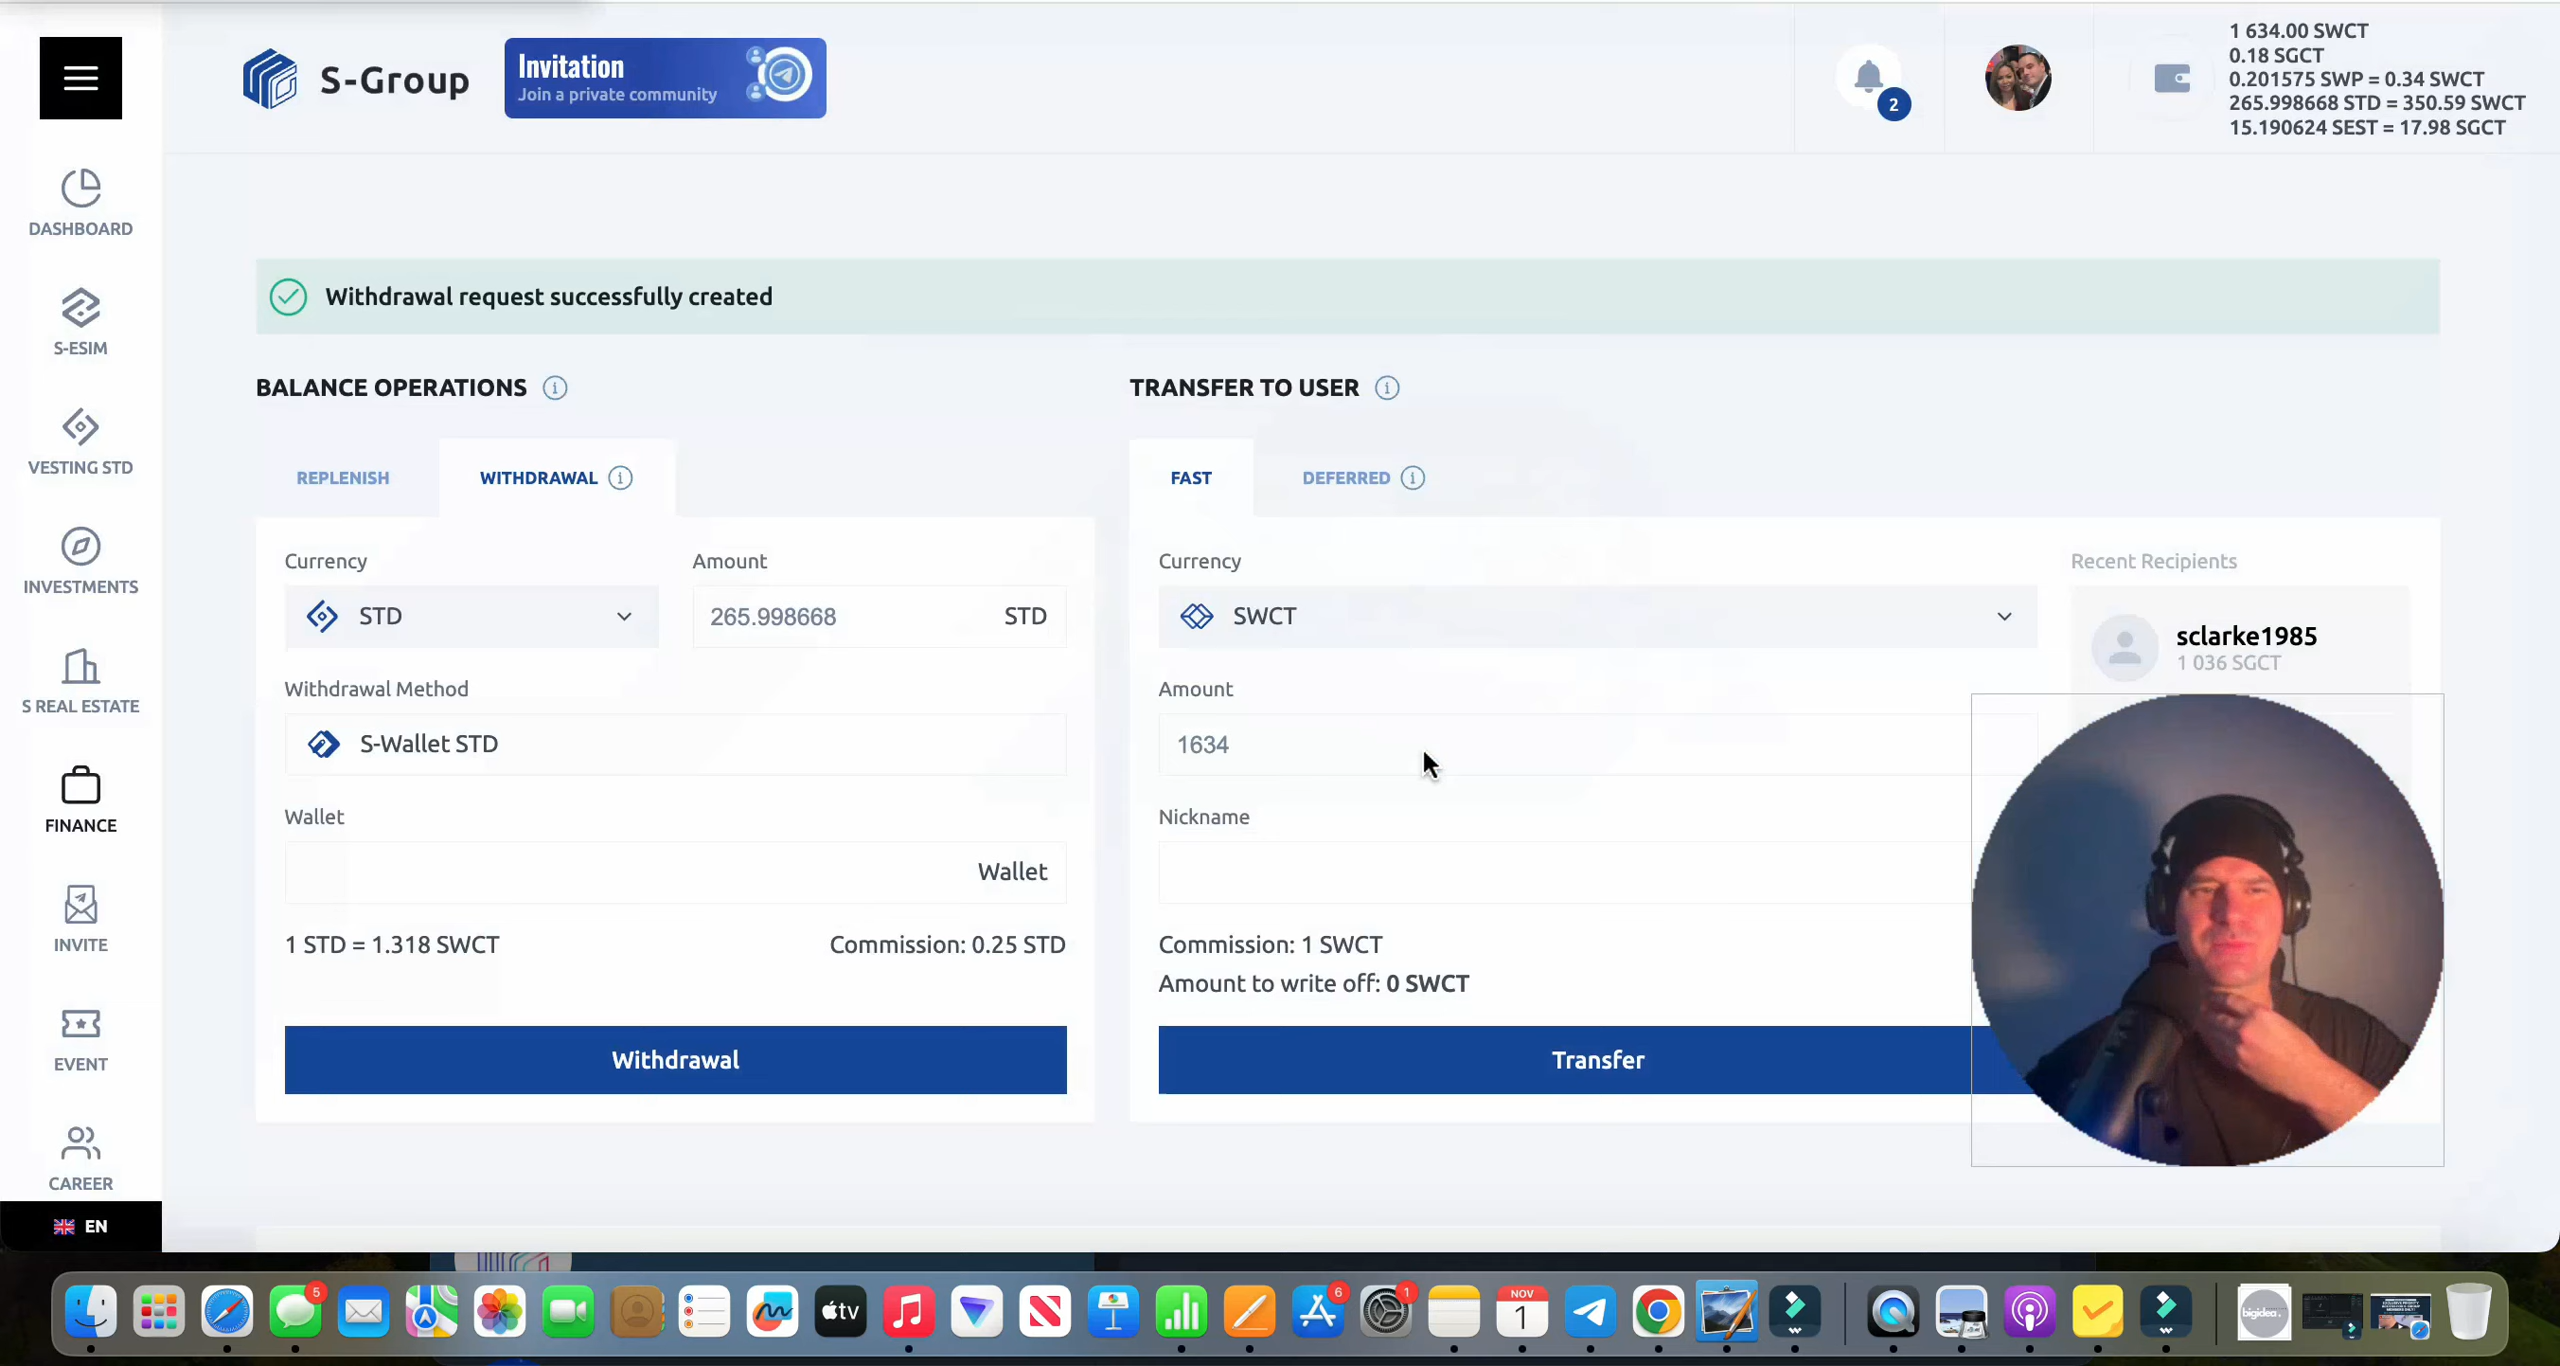 S-Group
Invitation
Join a private community
2
1 634.00 SWCT
0.18 SGCT
0.201575 SWP = 0.34 SWCT
265.998668 STD = 350.59 SWCT
15.190624 SEST = 17.98 SGCT
DASHBOARD
S-ESIM
VESTING STD
INVESTMENTS
S REAL ESTATE
FINANCE
INVITE
EVENT
CAREER
EN
Withdrawal request successfully created
BALANCE OPERATIONS
REPLENISH
WITHDRAWAL
Currency
Amount
STD
265.998668
STD
Withdrawal Method
S-Wallet STD
Wallet
Wallet
1 STD = 1.318 SWCT
Commission: 0.25 STD
Withdrawal
TRANSFER TO USER
FAST
DEFERRED
Currency
SWCT
Amount
1634
Nickname
Commission: 1 SWCT
Amount to write off: 0 SWCT
Transfer
Recent Recipients
sclarke1985
1 036 SGCT
5
tv
6
1
NOV
1
bigidea